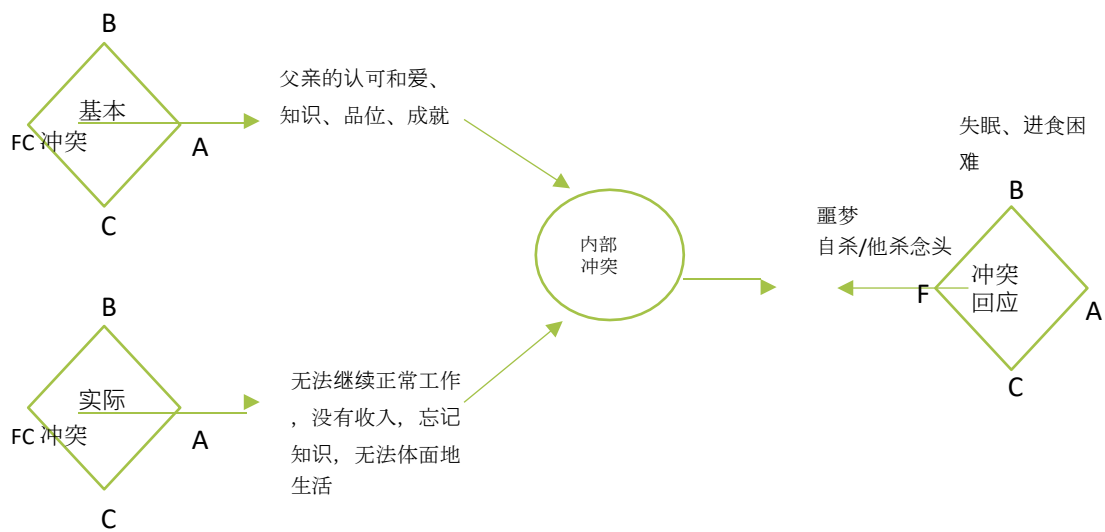 B
基本
FC 冲突
A
C
父亲的认可和爱、
知识、品位、成就
B
实际
FC 冲突
A
C
无法继续正常工作
，没有收入，忘记
知识，无法体面地
生活
内部
冲突
失眠、进食困
难
噩梦
自杀/他杀念头
B
F
冲突
回应
A
C